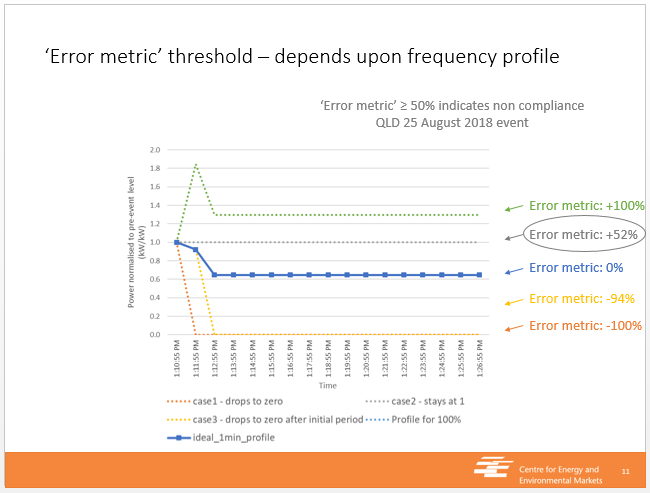 ‘Error metric’ threshold – depends upon frequency profile
‘Error metric’ ≥ 50% indicates non compliance
QLD 25 August 2018 event
Power normalised to pre-event level
(kW/kW)
2.0
1.8
1.6
1.4
1.2
1.0
0.8
0.6
0.4
0.2
0.0
Error metric: +100%
Error metric: +52%
Error metric: 0%
Error metric: -94%
Error metric: -100%
1:10:55 PM
1:11:55 PM
1:12:55 PM
1:13:55 PM
1:14:55 PM
1:15:55 PM
1:16:55 PM
1:17:55 PM
1:18:55 PM
1:19:55 PM
1:20:55 PM
1:21:55 PM
1:22:55 PM
1:23:55 PM
1:24:55 PM
1:25:55 PM
1:26:55 PM
Time
case1 - drops to zero
case2 - stays at 1
case3 - drops to zero after initial period
Profile for 100%
ideal_1min_profile
Centre for Energy and
Environmental Markets
11